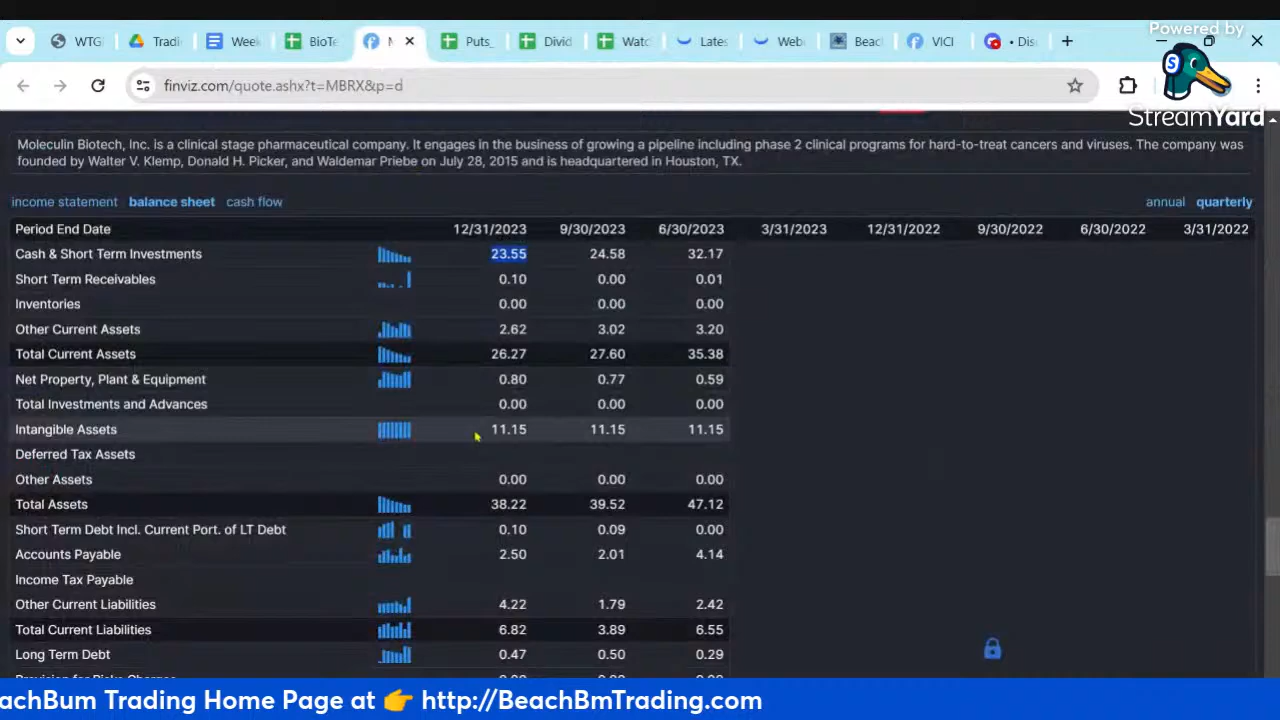 Powered by
StreamYard
WTG
Tradi
Week
BioTe
Puts_
Divid
Watc
Lates
Web
Beac
VICI
• Dis
finviz.com/quote.ashx?t=MBRX&p=d
Moleculin Biotech, Inc. is a clinical stage pharmaceutical company. It engages in the business of growing a pipeline including phase 2 clinical programs for hard-to-treat cancers and viruses. The company was
founded by Walter V. Klemp, Donald H. Picker, and Waldemar Priebe on July 28, 2015 and is headquartered in Houston, TX.
income statement balance sheet cash flow annual quarterly
Period End Date 12/31/2023 9/30/2023 6/30/2023 3/31/2023 12/31/2022 9/30/2022 6/30/2022 3/31/2022
Cash & Short Term Investments 23.55 24.58 32.17
Short Term Receivables 0.10 0.00 0.01
Inventories 0.00 0.00 0.00
Other Current Assets 2.62 3.02 3.20
Total Current Assets 26.27 27.60 35.38
Net Property, Plant & Equipment 0.80 0.77 0.59
Total Investments and Advances 0.00 0.00 0.00
Intangible Assets 11.15 11.15 11.15
Deferred Tax Assets
Other Assets 0.00 0.00 0.00
Total Assets 38.22 39.52 47.12
Short Term Debt Incl. Current Port. of LT Debt 0.10 0.09 0.00
Accounts Payable 2.50 2.01 4.14
Income Tax Payable
Other Current Liabilities 4.22 1.79 2.42
Total Current Liabilities 6.82 3.89 6.55
Long Term Debt 0.47 0.50 0.29
eachBum Trading Home Page at 👉 http://BeachBmTrading.com